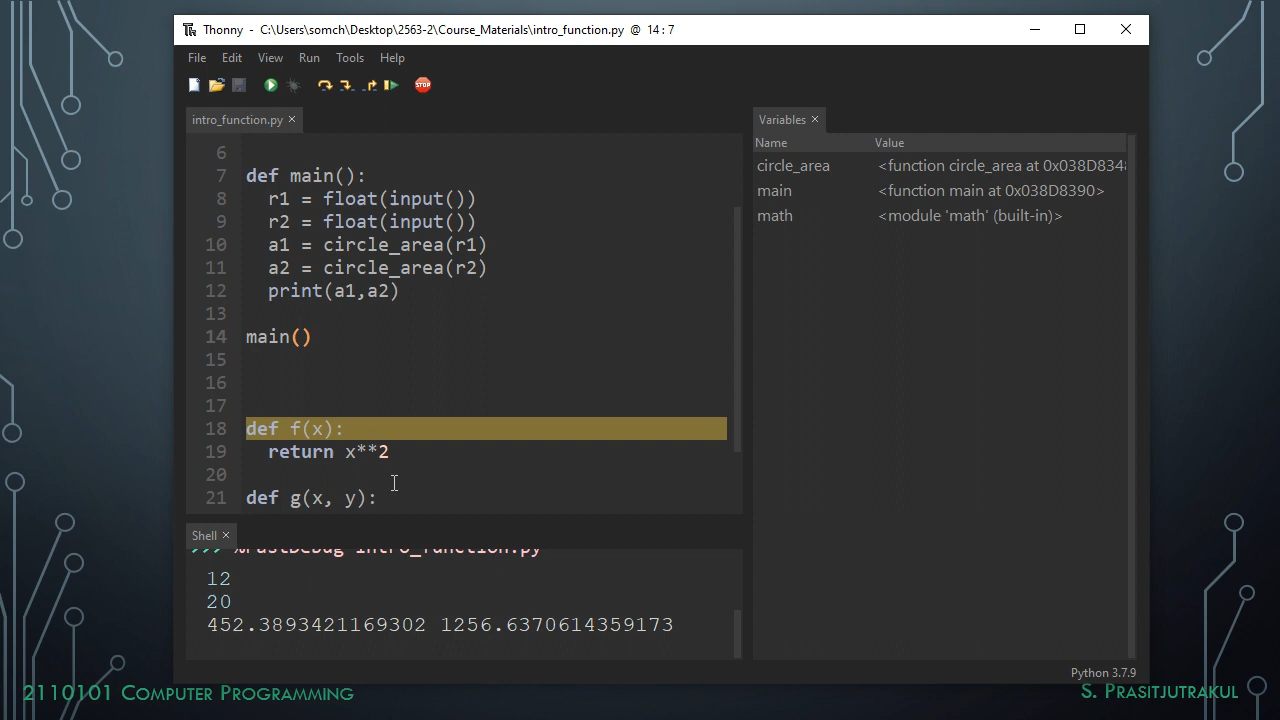 Thonny - C:\Users\somch\Desktop\2563-2\Course_Materials\intro_function.py @ 14 : 7
File Edit View Run Tools Help
STOP
intro_function.py ×
6
7 def main():
8   r1 = float(input())
9   r2 = float(input())
10   a1 = circle_area(r1)
11   a2 = circle_area(r2)
12   print(a1,a2)
13
14 main()
15
16
17
18 def f(x):
19   return x**2
20
21 def g(x, y):
Variables ×
Name Value
circle_area <function circle_area at 0x038D834
main <function main at 0x038D8390>
math <module 'math' (built-in)>
Shell ×
>>> %FastDebug intro_function.py
12
20
452.3893421169302 1256.6370614359173
Python 3.7.9
2110101 Computer Programming
S. Prasitjutrakul